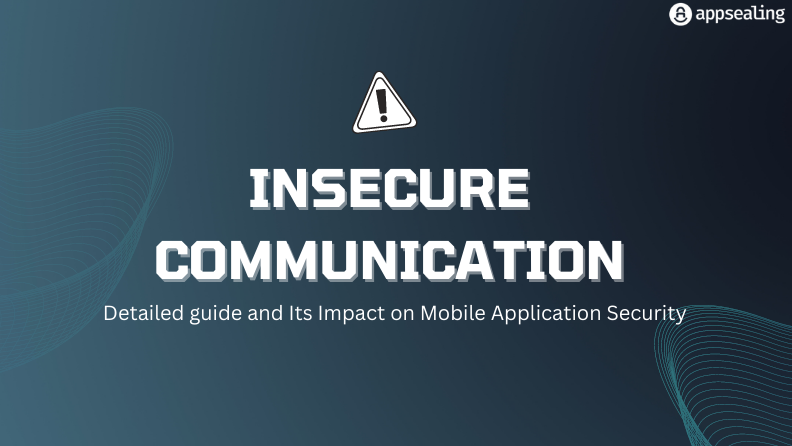 appsealing
INSECURE
COMMUNICATION
Detailed guide and Its Impact on Mobile Application Security